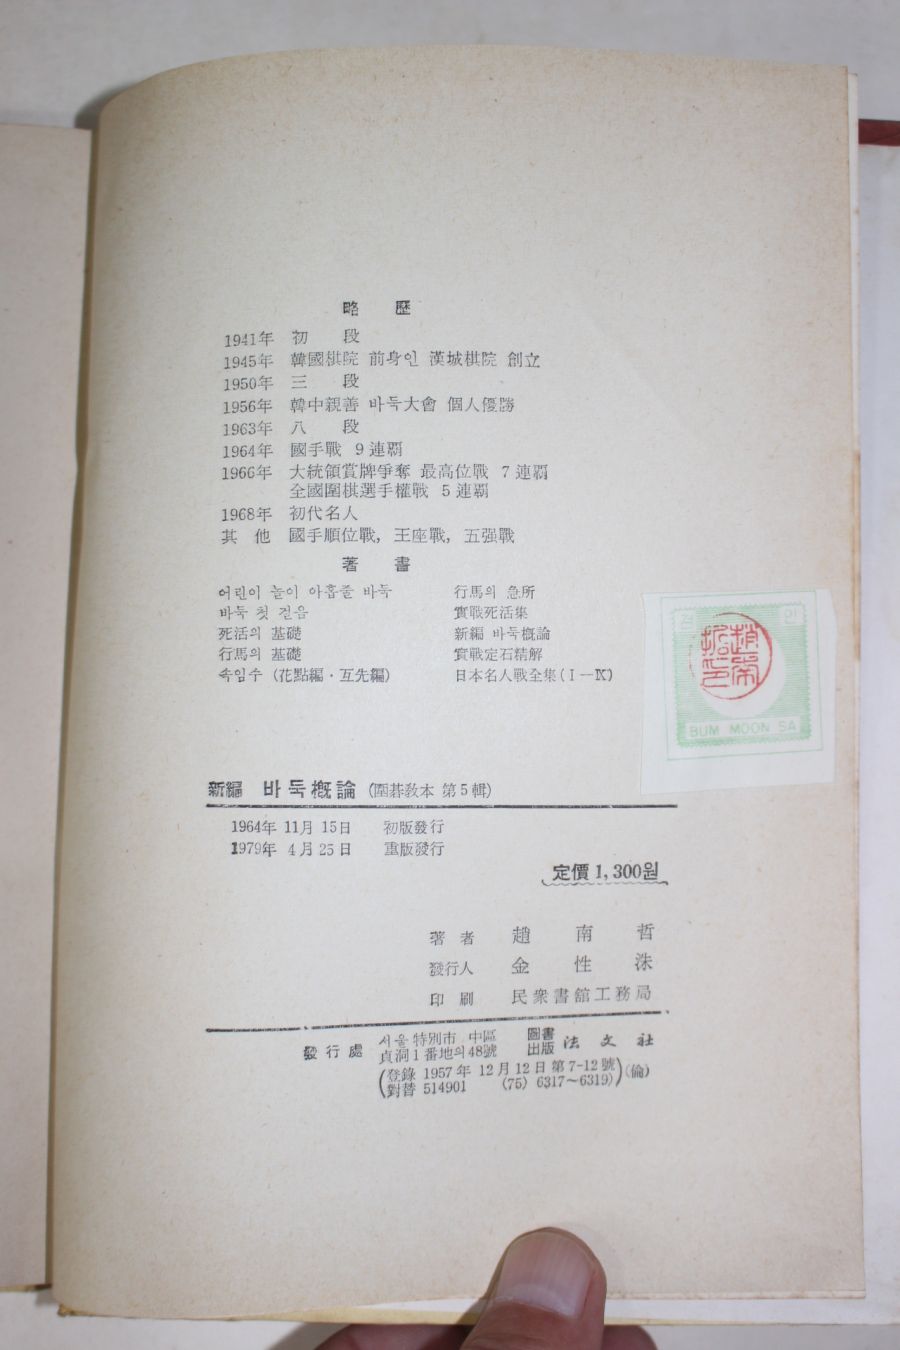 略 歷
1941年 初 段
1945年 韓國棋院 前身인 漢城棋院 創立
1950年 三 段
1956年 韓中親善 바둑大會 個人優勝
1963年 八 段
1964年 國手戰 9連覇
1966年 大統領賞牌爭奪 最高位戰 7連覇
全國圍棋選手權戰 5連覇
1968年 初代名人
其 他 國手順位戰, 王座戰, 五强戰
著 書
어린이 놀이 아홉줄 바둑
바둑 첫 걸음
死活의 基礎
行馬의 基礎
속임수 (花點編·互先編)
行馬의 急所
實戰死活集
新編 바둑槪論
實戰定石精解
日本名人戰全集(Ⅰ—Ⅸ)
검 인
趙南哲印
BUM MOON SA
新編 바둑槪論 (圍碁敎本 第5輯)
1964年 11月 15日 初版發行
1979年 4月 25日 重版發行
定價 1,300원
著 者 趙 南 哲
發行人 金 性 洙
印 刷 民衆書館工務局
發行處 서울特別市 中區 貞洞1番地의48號 圖書出版 法 文 社
(登錄 1957年 12月 12日 第7-12號) (倫)
(對替 514901 (75) 6317~6319)